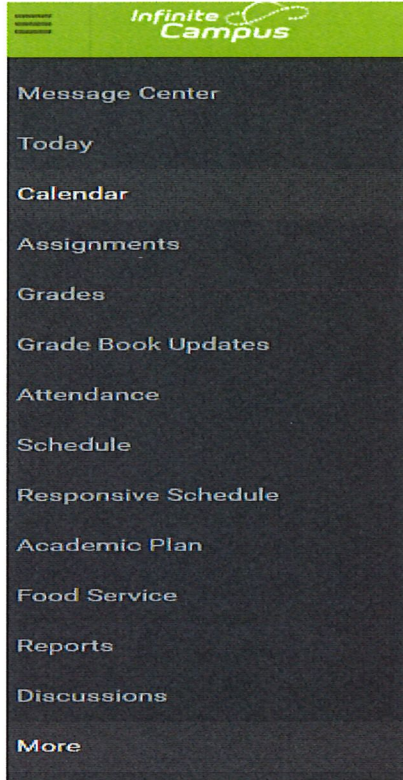 Infinite
Campus
Message Center
Today
Calendar
Assignments
Grades
Grade Book Updates
Attendance
Schedule
Responsive Schedule
Academic Plan
Food Service
Reports
Discussions
More